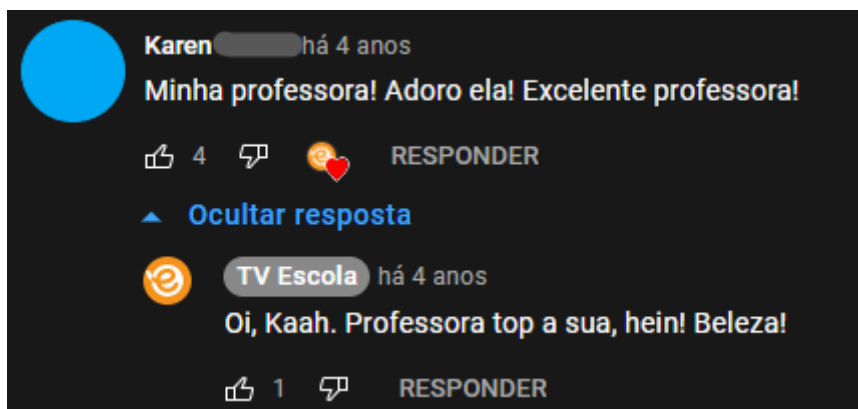 Karen há 4 anos
Minha professora! Adoro ela! Excelente professora!
4 RESPONDER
Ocultar resposta
TV Escola há 4 anos
Oi, Kaah. Professora top a sua, hein! Beleza!
1 RESPONDER